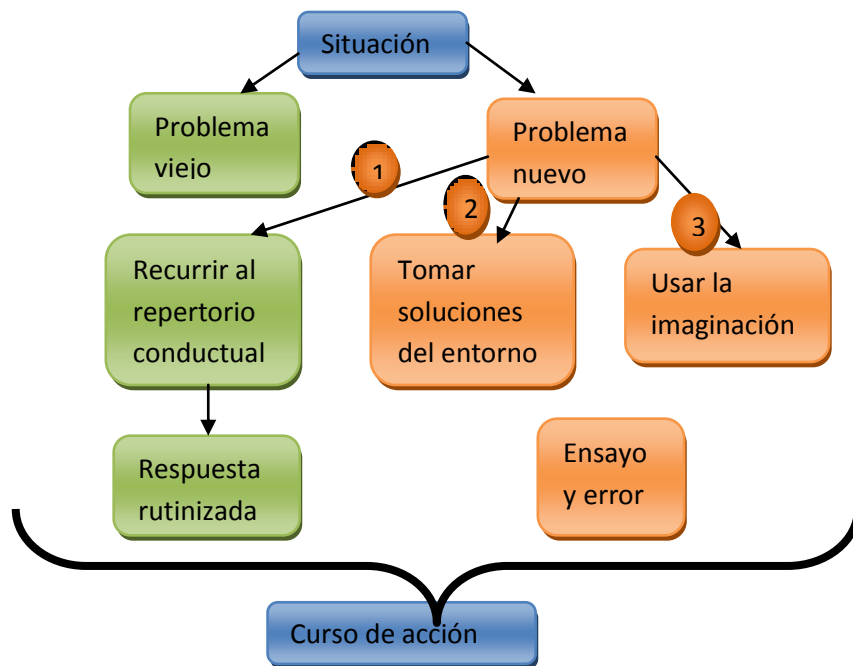 Situación
Problema
viejo
Problema
nuevo
1
2
3
Recurrir al
repertorio
conductual
Tomar
soluciones
del entorno
Usar la
imaginación
Respuesta
rutinizada
Ensayo
y error
Curso de acción